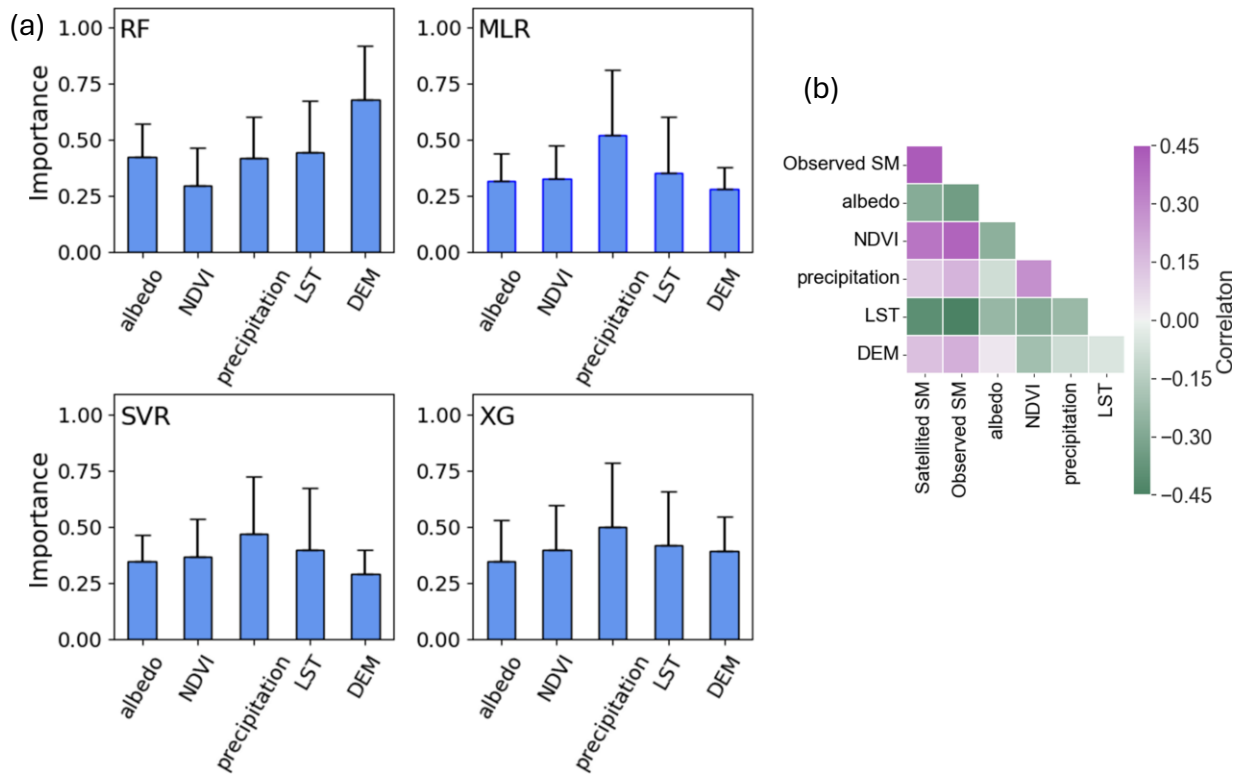 (a)
RF
1.00
0.75
0.50
0.25
0.00
Importance
albedo
NDVI
precipitation
LST
DEM
MLR
1.00
0.75
0.50
0.25
0.00
albedo
NDVI
precipitation
LST
DEM
SVR
1.00
0.75
0.50
0.25
0.00
Importance
albedo
NDVI
precipitation
LST
DEM
XG
1.00
0.75
0.50
0.25
0.00
albedo
NDVI
precipitation
LST
DEM
(b)
Observed SM
albedo
NDVI
precipitation
LST
DEM
Satellited SM
Observed SM
albedo
NDVI
precipitation
LST
0.45
0.30
0.15
0.00
−0.15
−0.30
−0.45
Correlaton